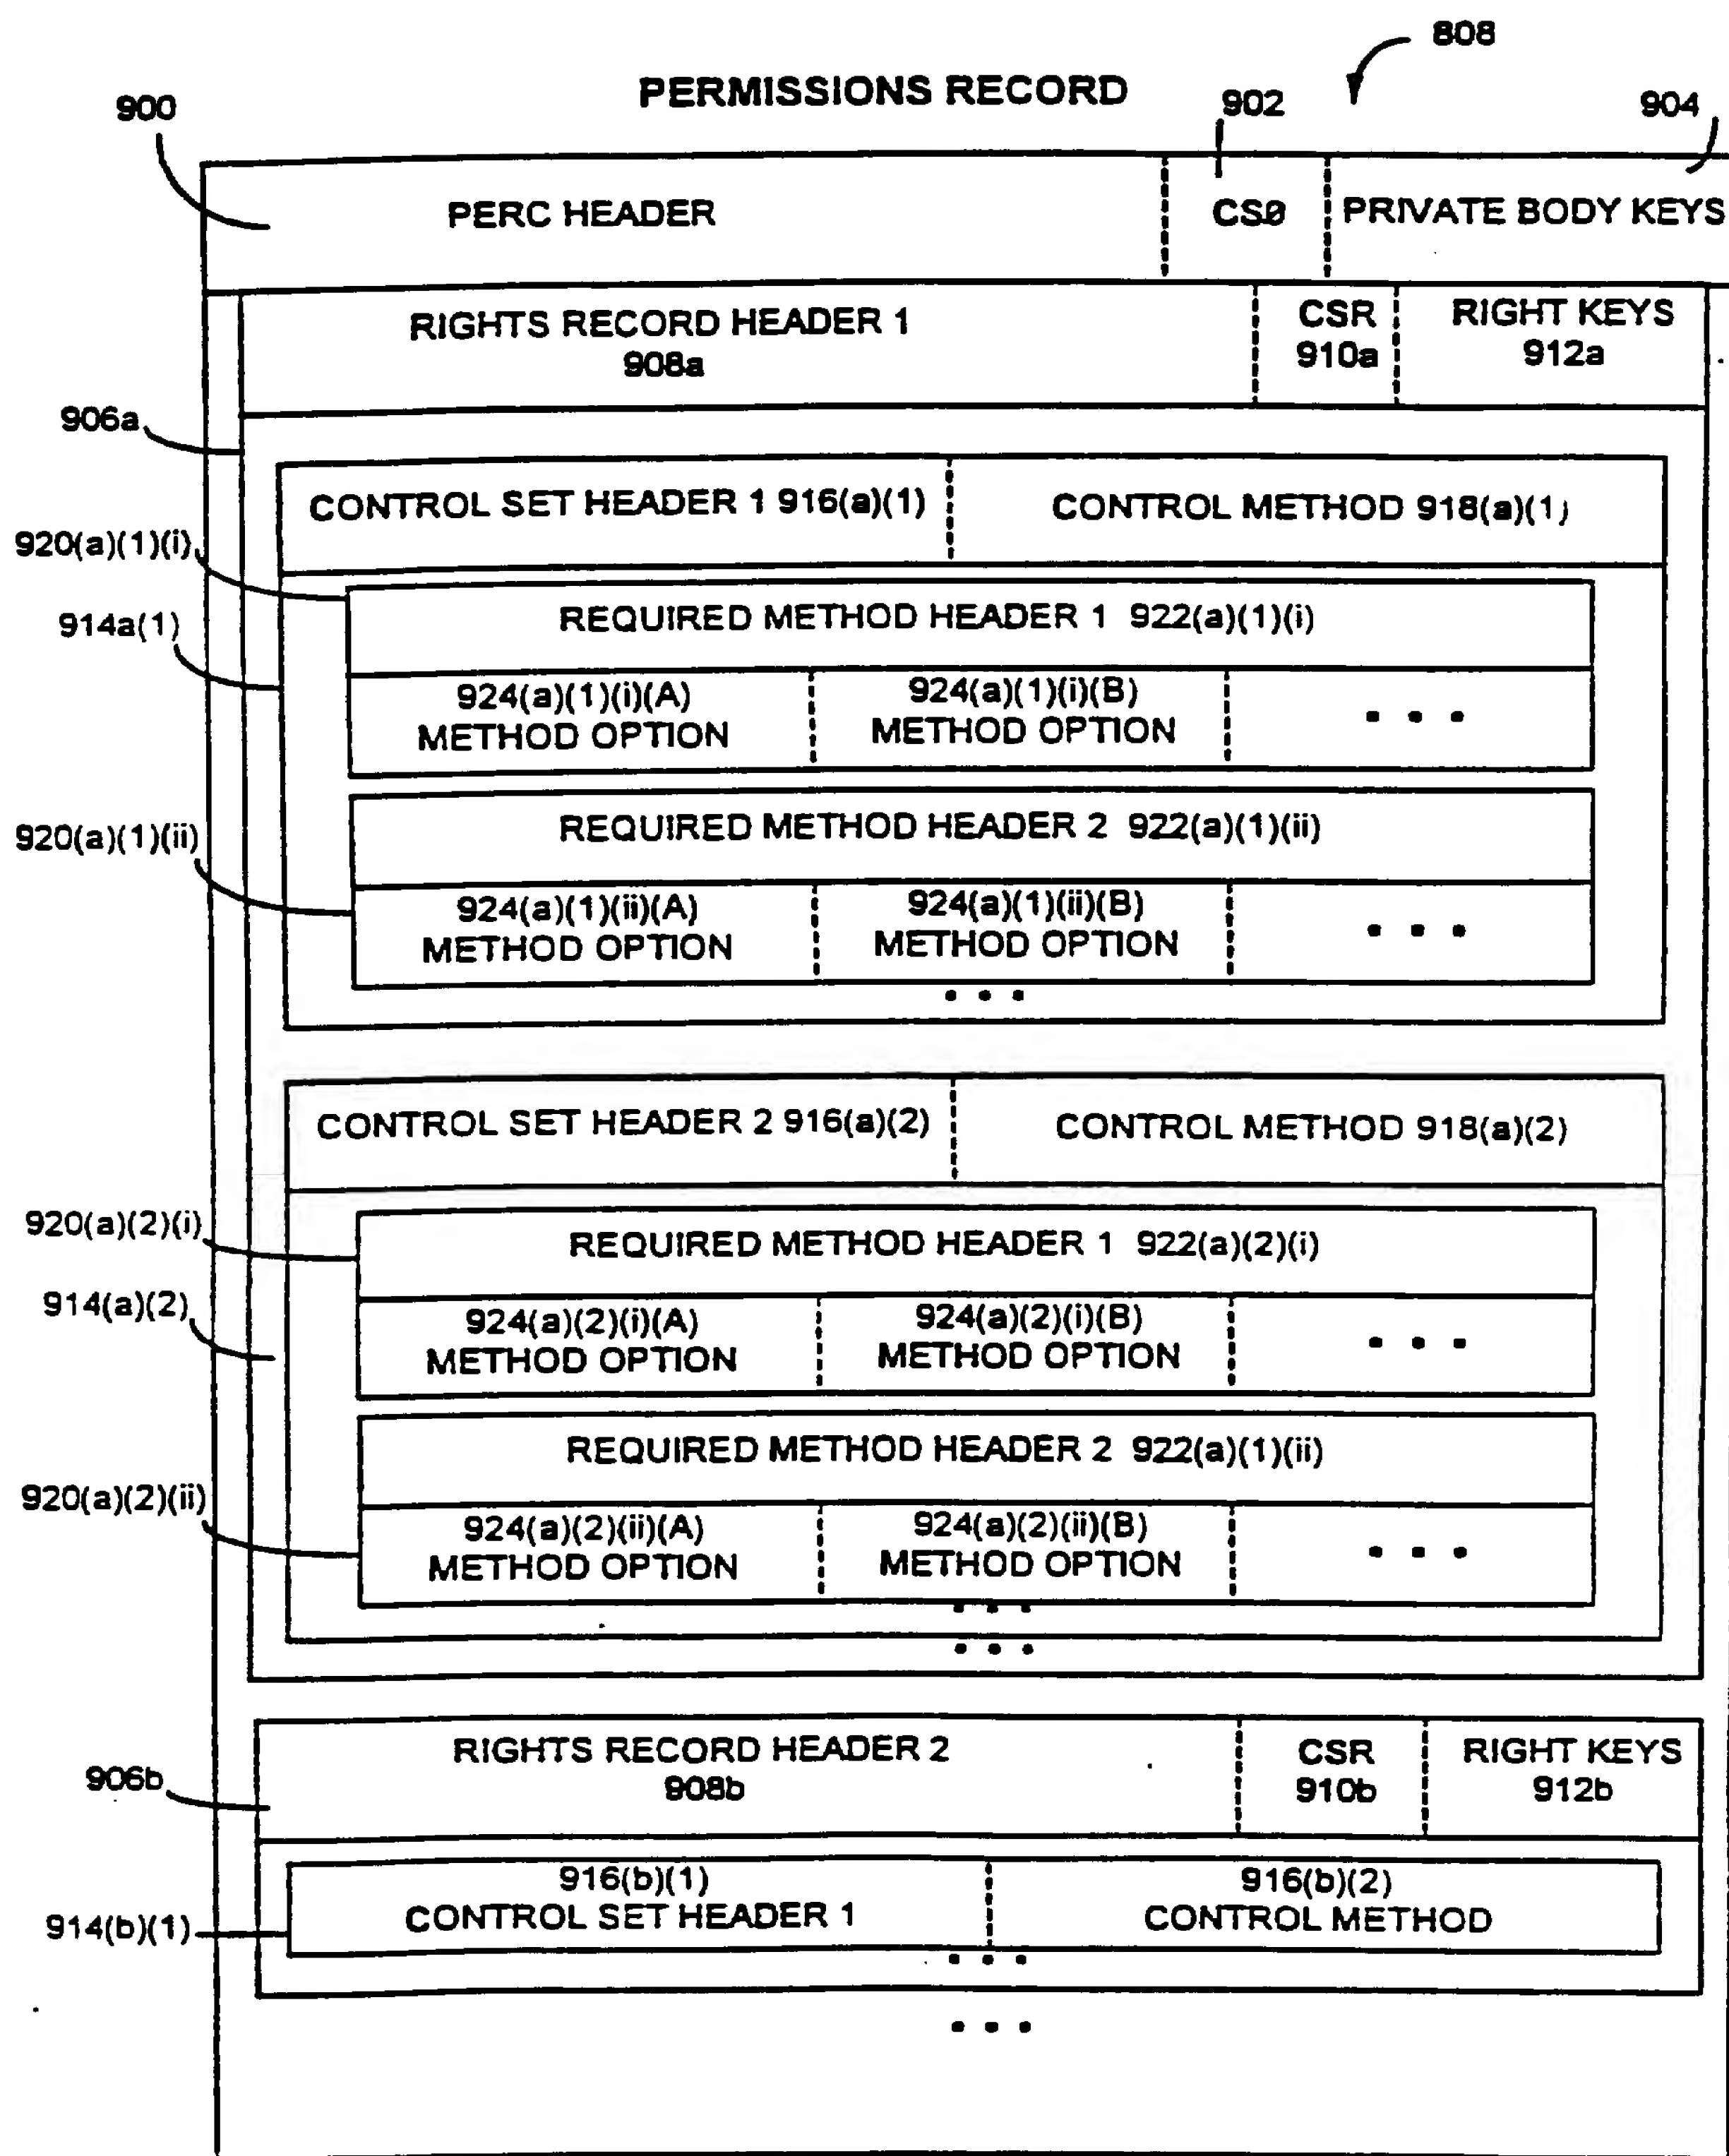 808
PERMISSIONS RECORD
900
902
904
PERC HEADER
CS0
PRIVATE BODY KEYS
RIGHTS RECORD HEADER 1
908a
CSR
910a
RIGHT KEYS
912a
906a
CONTROL SET HEADER 1 916(a)(1)
CONTROL METHOD 918(a)(1)
920(a)(1)(i)
REQUIRED METHOD HEADER 1 922(a)(1)(i)
914a(1)
924(a)(1)(i)(A)
METHOD OPTION
924(a)(1)(i)(B)
METHOD OPTION
• • •
920(a)(1)(ii)
REQUIRED METHOD HEADER 2 922(a)(1)(ii)
924(a)(1)(ii)(A)
METHOD OPTION
924(a)(1)(ii)(B)
METHOD OPTION
• • •
• • •
CONTROL SET HEADER 2 916(a)(2)
CONTROL METHOD 918(a)(2)
920(a)(2)(i)
REQUIRED METHOD HEADER 1 922(a)(2)(i)
914(a)(2)
924(a)(2)(i)(A)
METHOD OPTION
924(a)(2)(i)(B)
METHOD OPTION
• • •
REQUIRED METHOD HEADER 2 922(a)(1)(ii)
920(a)(2)(ii)
924(a)(2)(ii)(A)
METHOD OPTION
924(a)(2)(ii)(B)
METHOD OPTION
• • •
• • •
• • •
906b
RIGHTS RECORD HEADER 2
908b
CSR
910b
RIGHT KEYS
912b
914(b)(1)
916(b)(1)
CONTROL SET HEADER 1
916(b)(2)
CONTROL METHOD
• • •
• • •